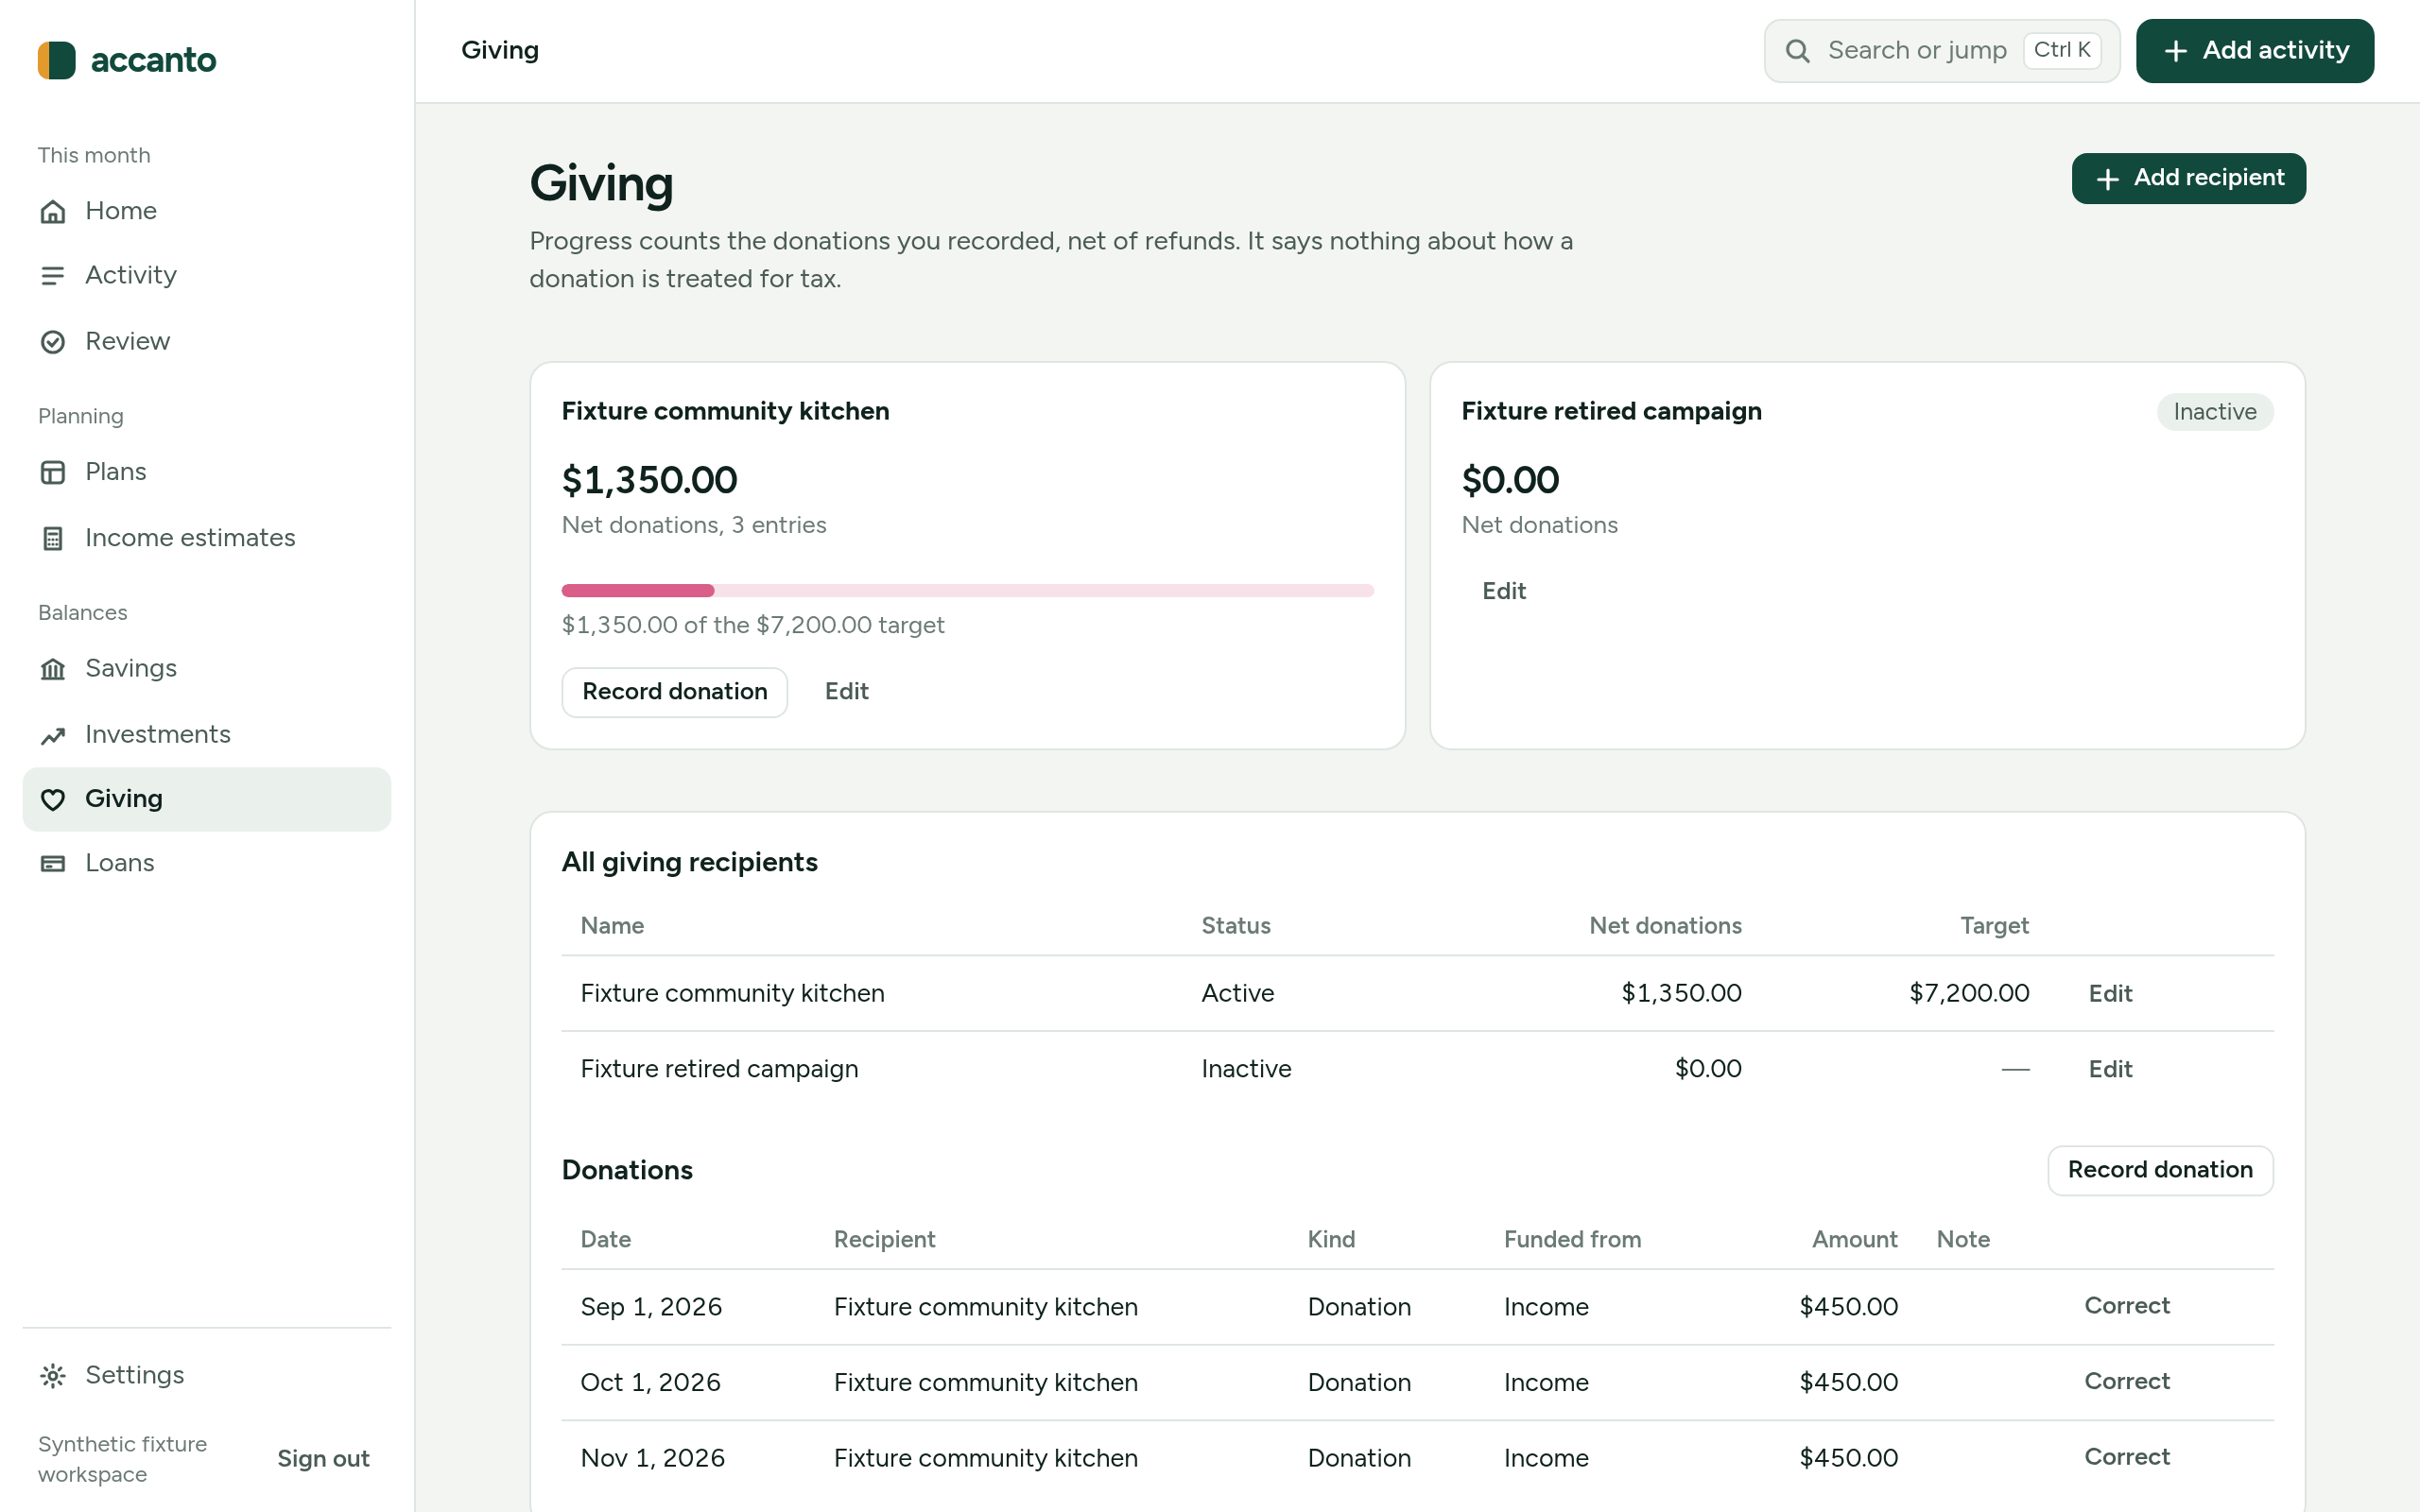 accanto
This month
Home
Activity
Review
Planning
Plans
Income estimates
Balances
Savings
Investments
Giving
Loans
Settings
Synthetic fixture
workspace
Sign out
Giving
Search or jump
Ctrl K
Add activity
Giving
Add recipient
Progress counts the donations you recorded, net of refunds. It says nothing about how a
donation is treated for tax.
Fixture community kitchen
$1,350.00
Net donations, 3 entries
$1,350.00 of the $7,200.00 target
Record donation Edit
Fixture retired campaign Inactive
$0.00
Net donations
Edit
All giving recipients
Name Status Net donations Target
Fixture community kitchen Active $1,350.00 $7,200.00 Edit
Fixture retired campaign Inactive $0.00 — Edit
Donations Record donation
Date Recipient Kind Funded from Amount Note
Sep 1, 2026 Fixture community kitchen Donation Income $450.00 Correct
Oct 1, 2026 Fixture community kitchen Donation Income $450.00 Correct
Nov 1, 2026 Fixture community kitchen Donation Income $450.00 Correct